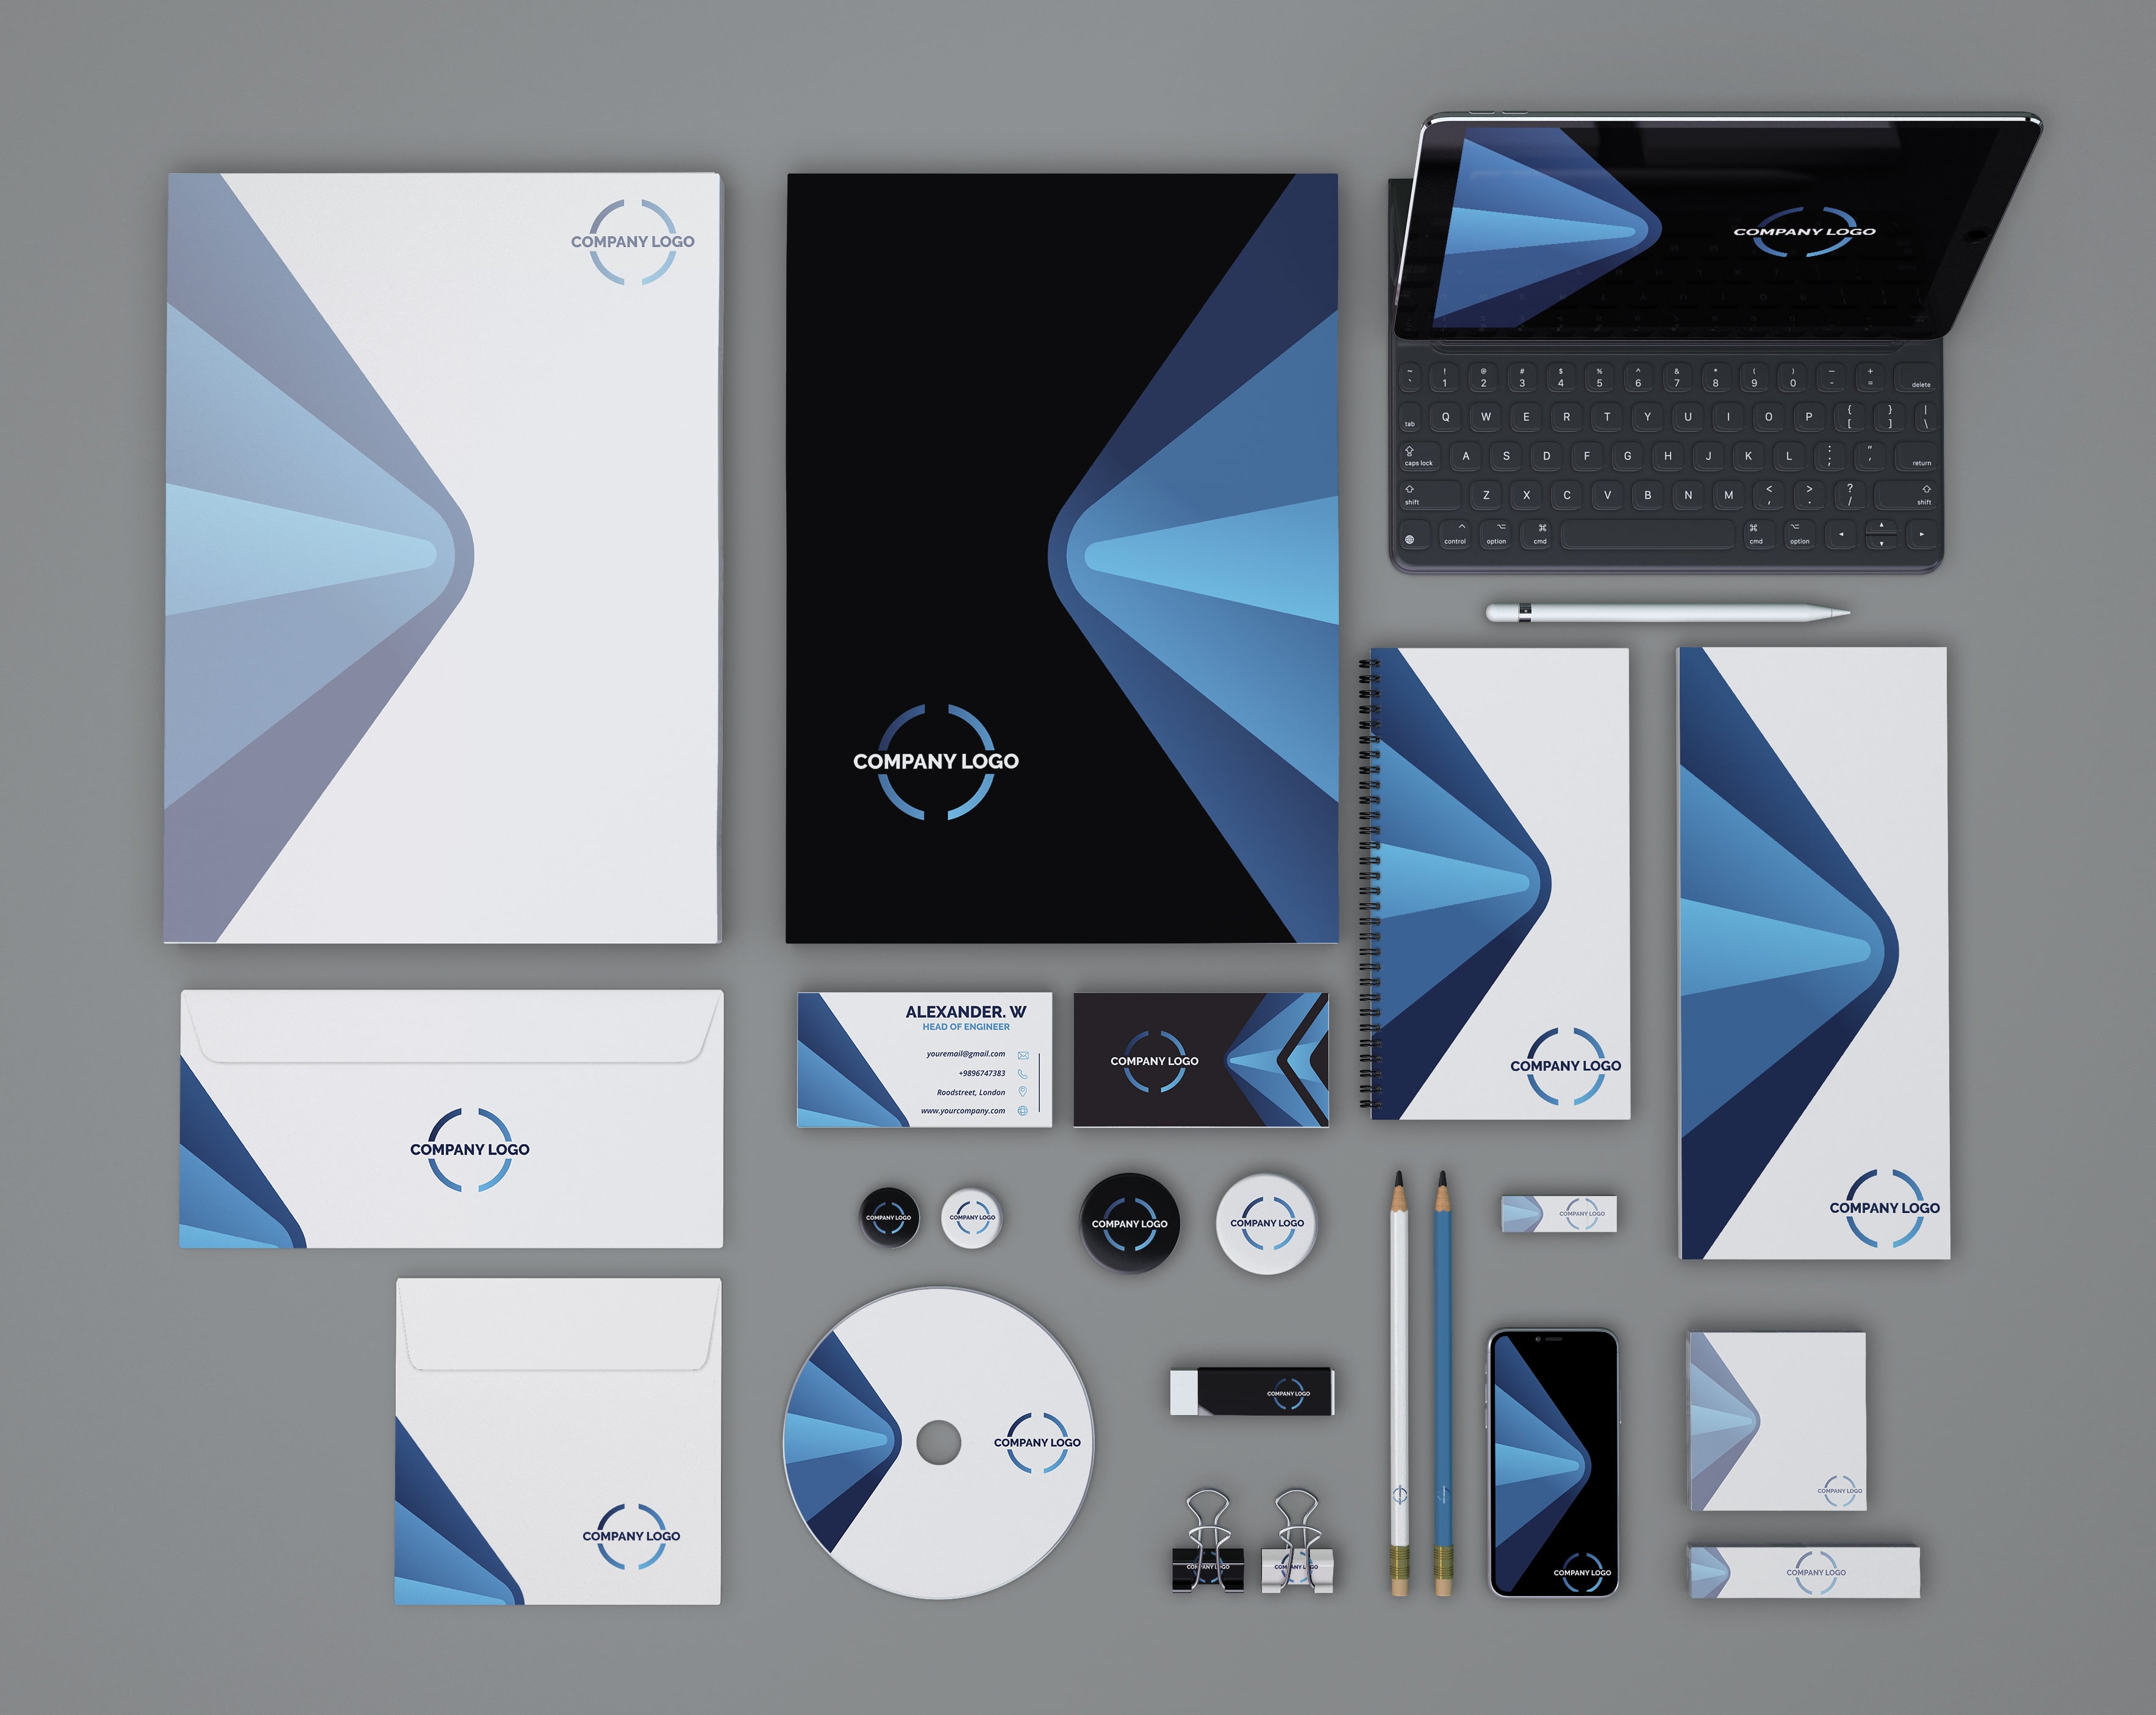 COMPANY LOGO
COMPANY LOGO
COMPANY LOGO
~ ` ! 1 @ 2 # 3 $ 4 % 5 ^ 6 & 7 * 8 ( 9 ) 0 — - + = delete
tab Q W E R T Y U I O P { [ } ] | \
caps lock A S D F G H J K L : ; " ' return
shift Z X C V B N M < , > . ? / shift
control option cmd cmd option
COMPANY LOGO
COMPANY LOGO
COMPANY LOGO
ALEXANDER. W
HEAD OF ENGINEER
youremail@gmail.com
+9896747383
Roodstreet, London
www.yourcompany.com
COMPANY LOGO
COMPANY LOGO
COMPANY LOGO
COMPANY LOGO
COMPANY LOGO
COMPANY LOGO
COMPANY LOGO
COMPANY LOGO
COMPANY LOGO
COMPANY LOGO
COMPANY LOGO
COMPANY LOGO
COMPANY LOGO